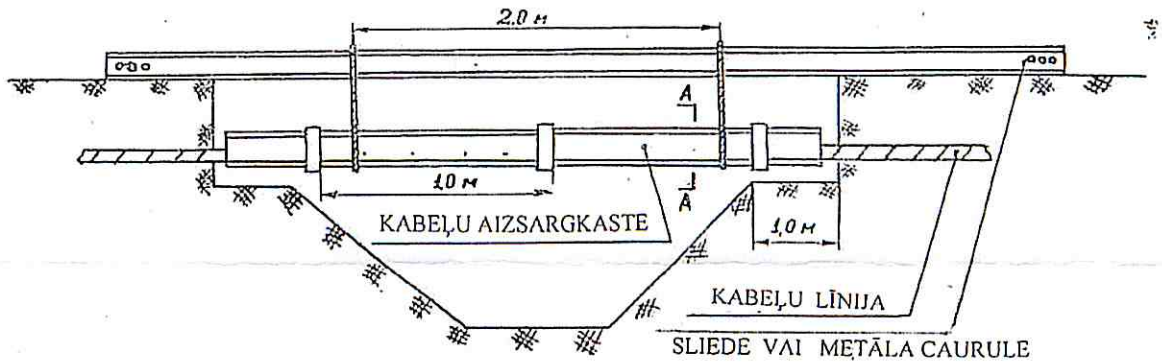 2,0 м
A
1,0 м
A
KABEĻU AIZSARGKASTE
1,0 м
KABEĻU LĪNIJA
SLIEDE VAI METĀLA CAURULE